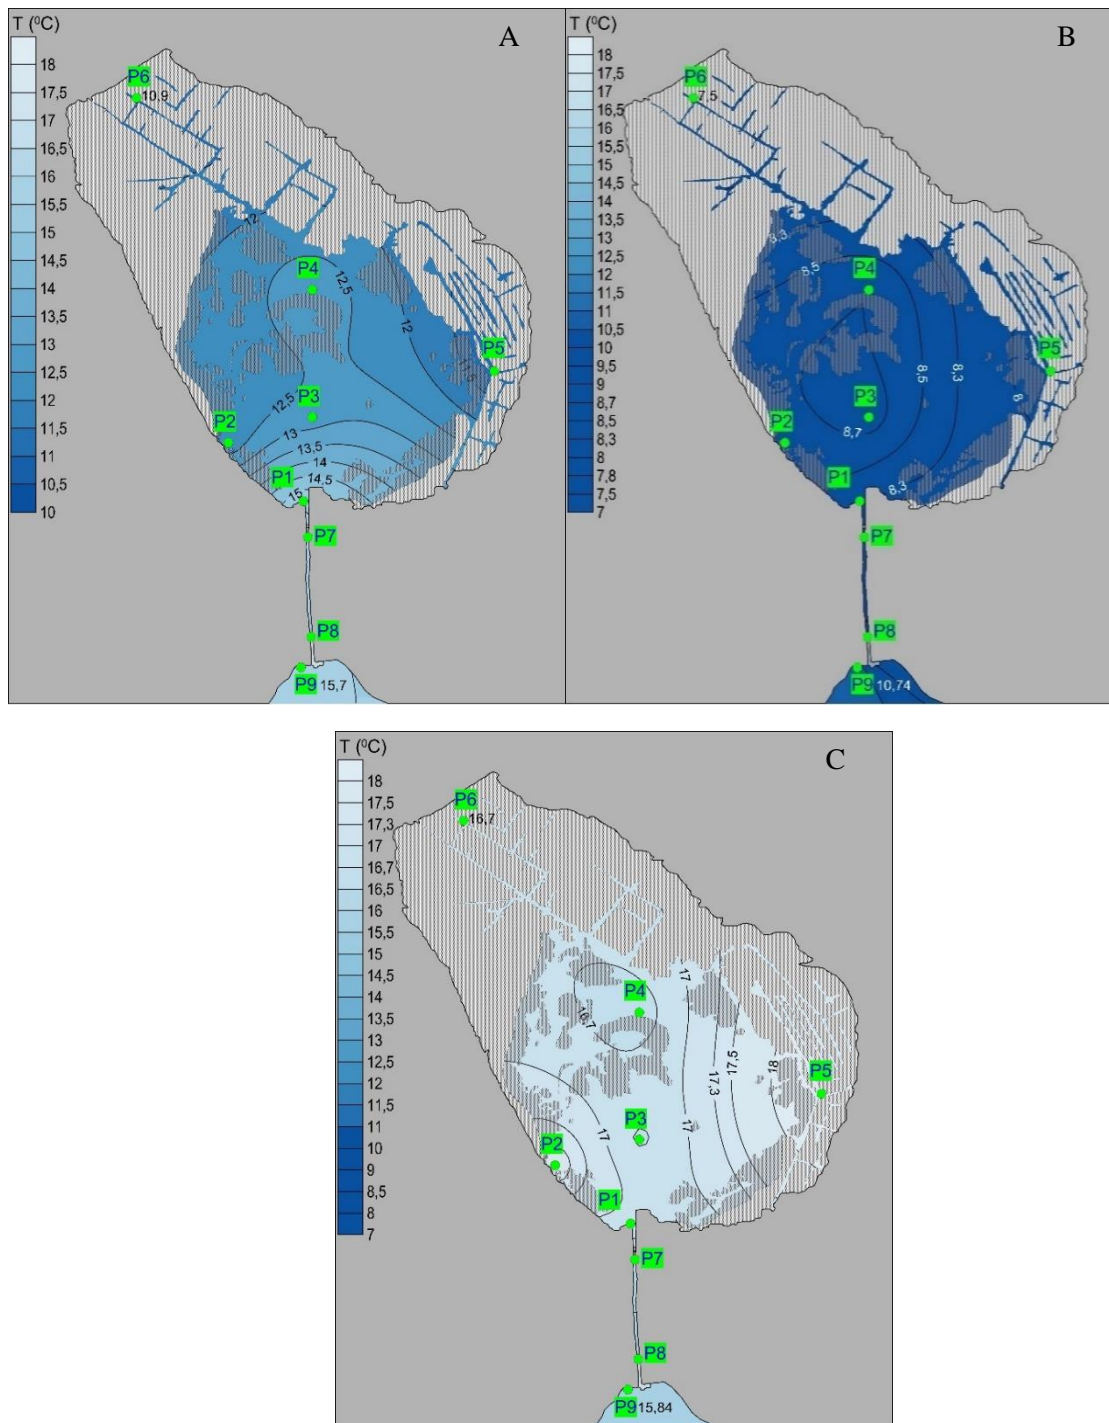 T (⁰C)
A
18
17,5
17
16,5
16
15,5
15
14,5
14
13,5
13
12,5
12
11,5
11
10,5
10
P6
10,9
12
P4
12,5
12
11,5
P5
P3
12,5
P2
13
13,5
14
P1
14,5
15
P7
P8
P9 15,7
T (⁰C)
B
18
17,5
17
16,5
16
15,5
15
14,5
14
13,5
13
12,5
12
11,5
11
10,5
10
9,5
9
8,7
8,5
8,3
8
7,8
7,5
7
P6
7,5
8,3
8,5
P4
8,3
P5
8,5
8
P3
P2
8,7
P1
8,3
P7
P8
P9 10,74
T (⁰C)
C
18
17,5
17,3
17
16,7
16,5
16
15,5
15
14,5
14
13,5
13
12,5
12
11,5
11
10
9
8,5
8
7
P6
16,7
17
P4
16,7
17,5
18
P5
17,3
P3
17
17
P2
P1
P7
P8
P9 15,84